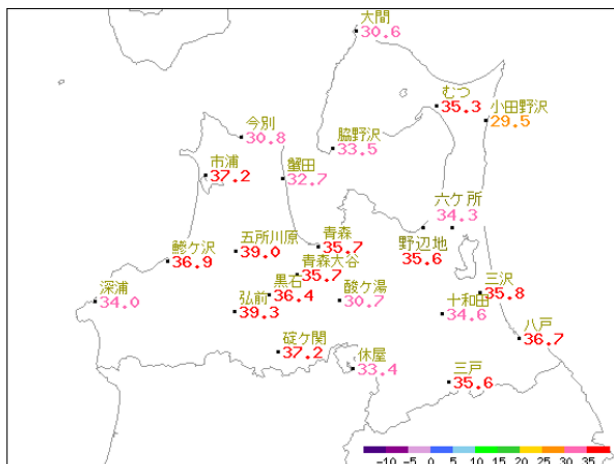 大間
30.6
むつ
35.3
小田野沢
29.5
今別
30.8
脇野沢
33.5
市浦
37.2
蟹田
32.7
六ケ所
34.3
青森
35.7
野辺地
35.6
五所川原
39.0
鰺ケ沢
36.9
青森大谷
35.7
黒石
36.4
酸ケ湯
30.7
三沢
35.8
深浦
34.0
弘前
39.3
十和田
34.6
八戸
36.7
碇ケ関
37.2
休屋
33.4
三戸
35.6
-10 -5 0 5 10 15 20 25 30 35